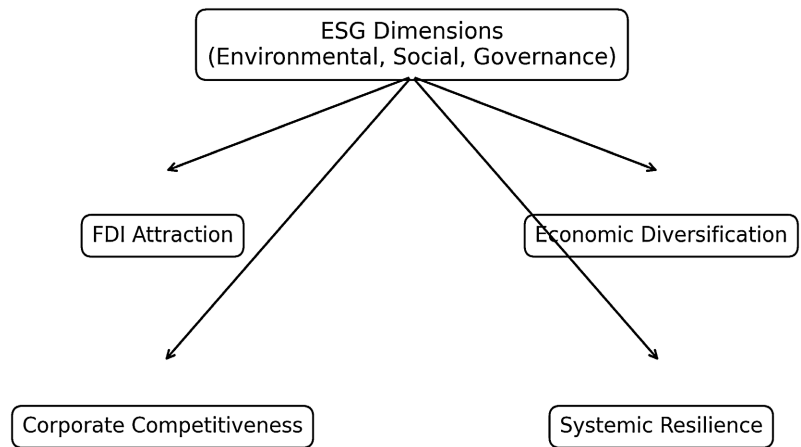 ESG Dimensions
(Environmental, Social, Governance)
FDI Attraction
Economic Diversification
Corporate Competitiveness
Systemic Resilience